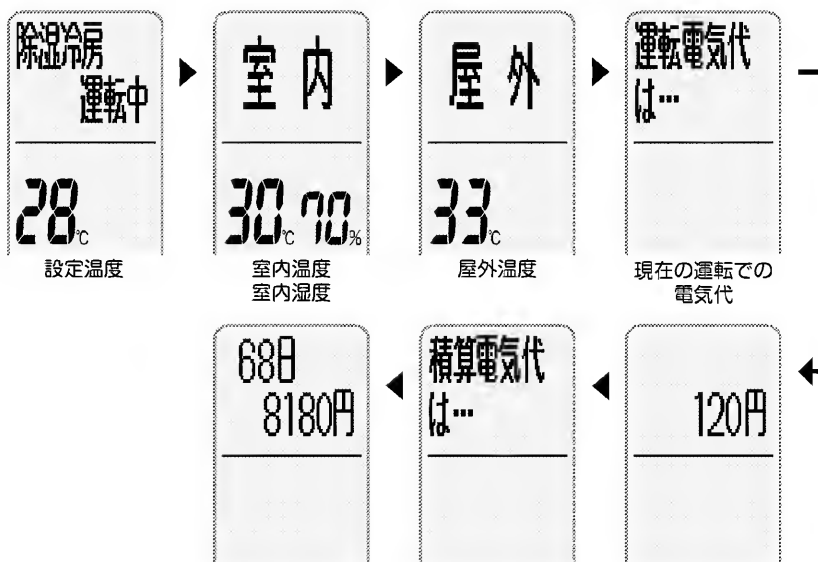 除湿冷房
運転中
28℃
設定温度
室内
30℃ 70%
室内温度
室内湿度
屋外
33℃
屋外温度
運転電気代
は…
現在の運転での
電気代
120円
積算電気代
は…
68日
8180円